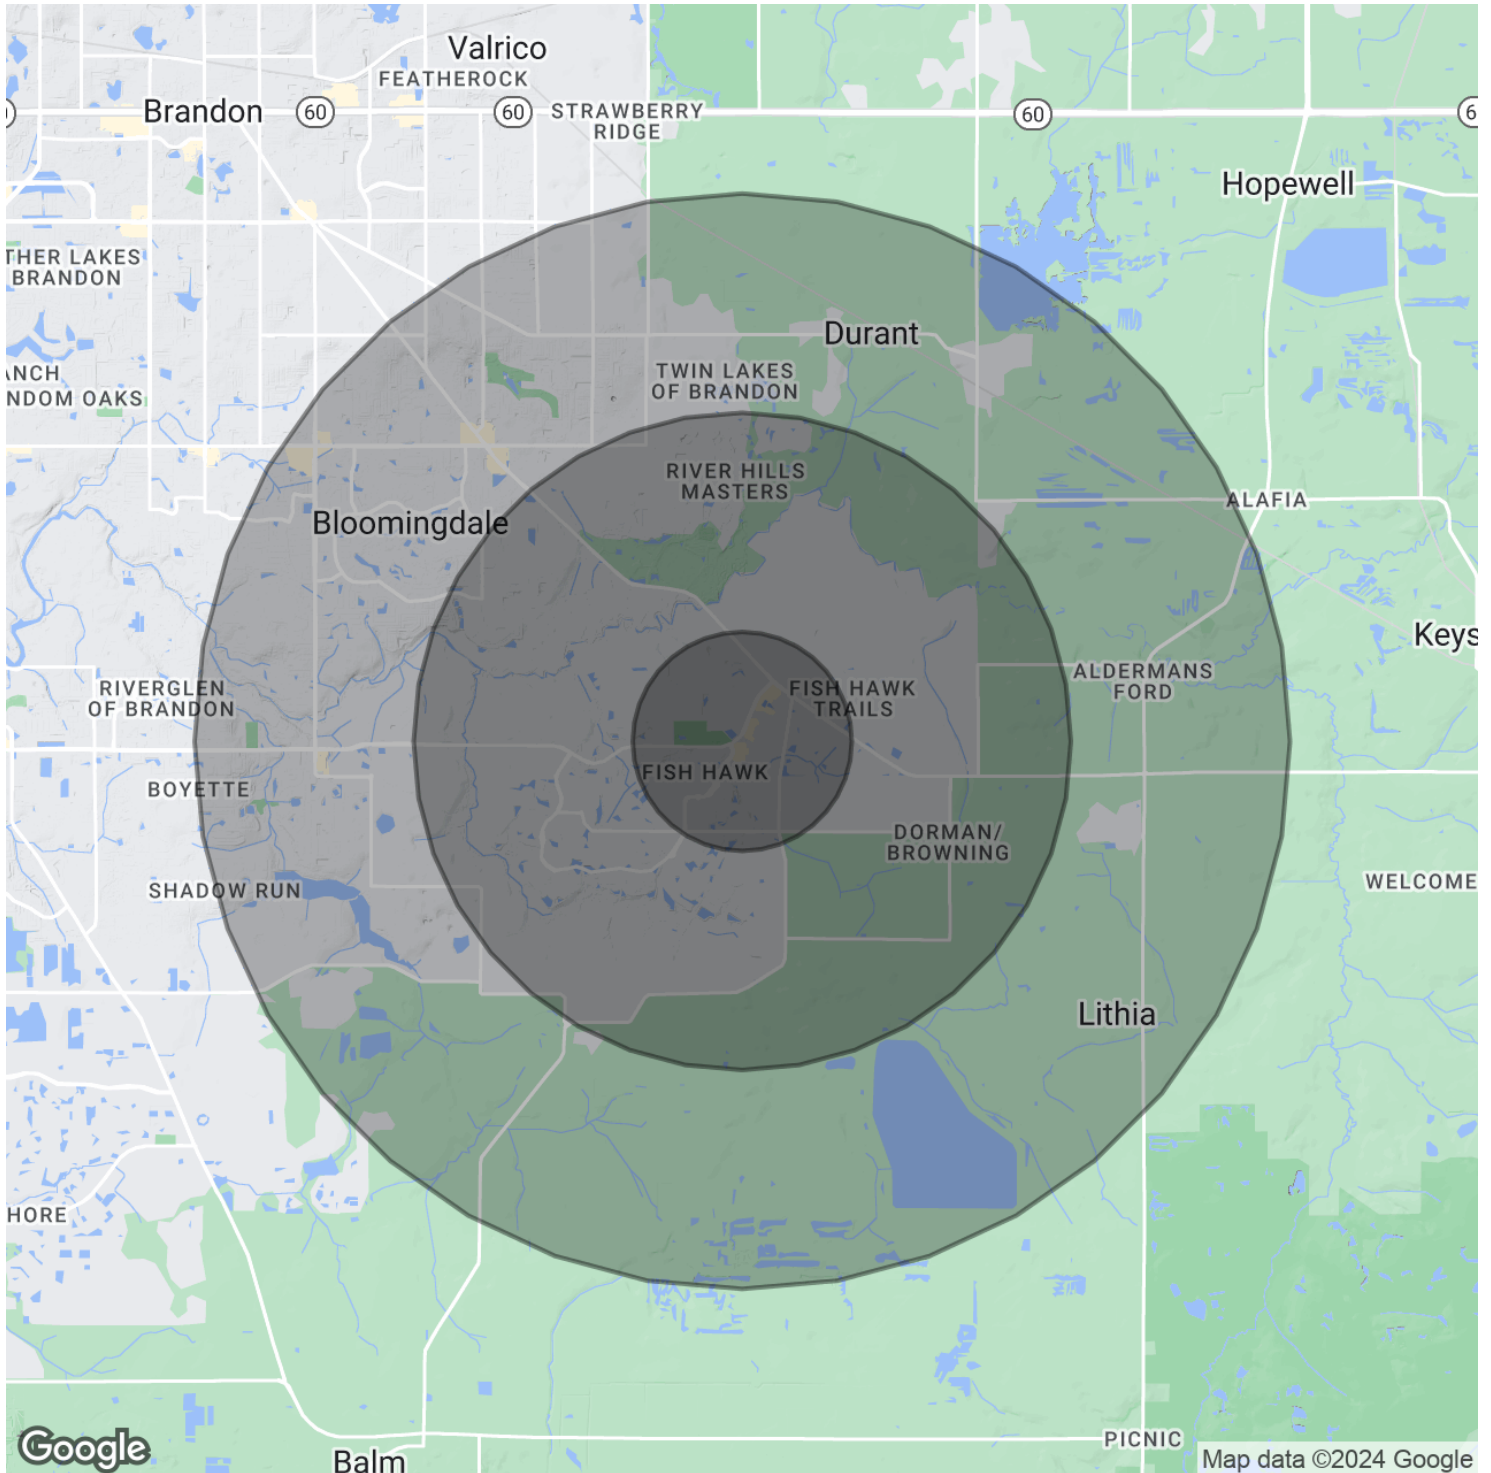 Valrico
FEATHEROCK
Brandon
60
60
STRAWBERRY
RIDGE
60
6
Hopewell
THER LAKES
BRANDON
Durant
ANCH
NDOM OAKS
TWIN LAKES
OF BRANDON
RIVER HILLS
MASTERS
ALAFIA
Bloomingdale
Keys
RIVERGLEN
OF BRANDON
FISH HAWK
TRAILS
ALDERMANS
FORD
FISH HAWK
BOYETTE
DORMAN/
BROWNING
SHADOW RUN
WELCOME
Lithia
HORE
PICNIC
Google
Balm
Map data ©2024 Google